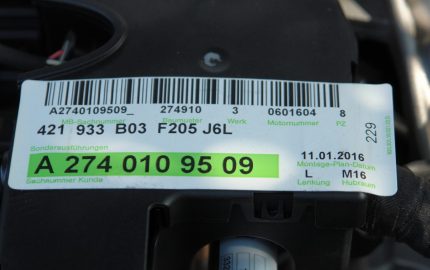 A2740109509_ 274910 3 0601604 8
MB-Sachnummer Baumuster Werk Motornummer PZ
421 933 B03 F205 J6L
229
Sonderausführungen
A 274 010 95 09
11.01.2016
Montage-Plan-Datum
L M16
Sachnummer Kunde
Lenkung Hubraum